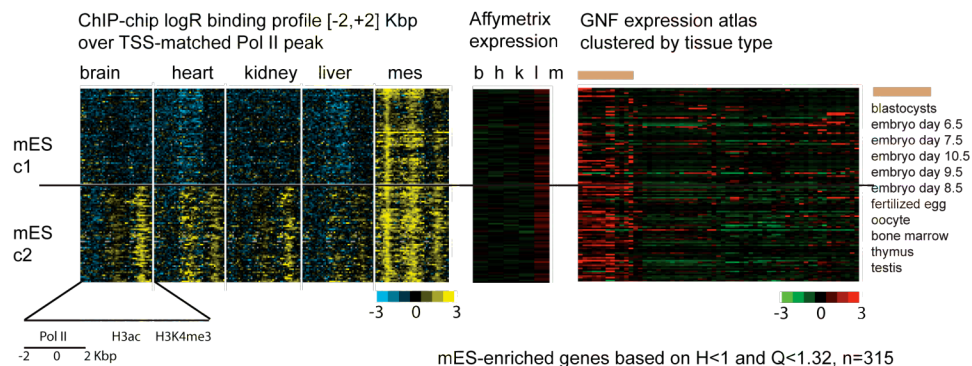 ChIP-chip logR binding profile [-2,+2] Kbp
over TSS-matched Pol II peak
Affymetrix
expression
GNF expression atlas
clustered by tissue type
brain heart kidney liver mes
b h k l m
mES
c1
mES
c2
blastocysts
embryo day 6.5
embryo day 7.5
embryo day 10.5
embryo day 9.5
embryo day 8.5
fertilized egg
oocyte
bone marrow
thymus
testis
-3 0 3
-3 0 3
Pol II H3ac H3K4me3
-2 0 2 Kbp
mES-enriched genes based on H<1 and Q<1.32, n=315